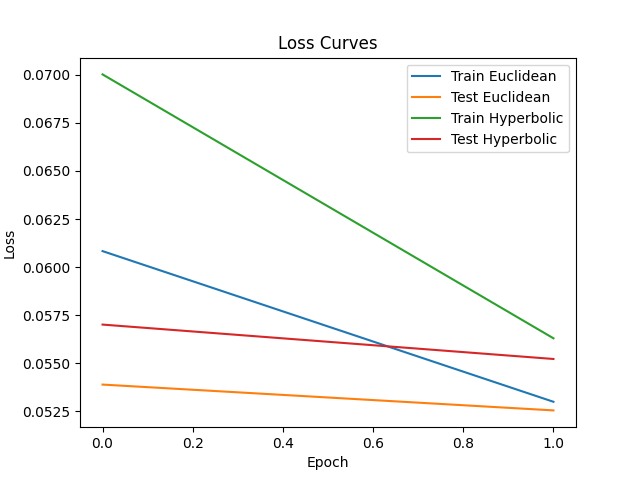 Loss Curves
Train Euclidean
Test Euclidean
Train Hyperbolic
Test Hyperbolic
0.0700
0.0675
0.0650
0.0625
0.0600
0.0575
0.0550
0.0525
Loss
0.0 0.2 0.4 0.6 0.8 1.0
Epoch